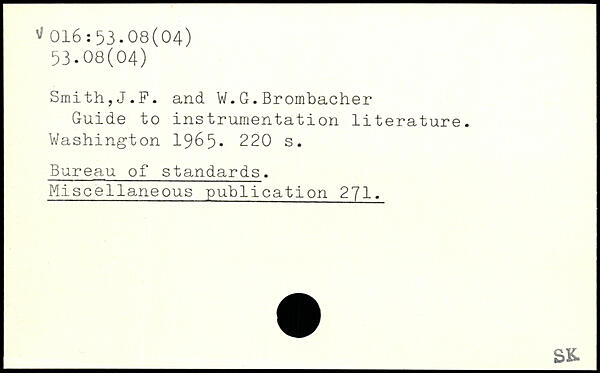 v 016:53.08(04)
53.08(04)
Smith,J.F. and W.G.Brombacher
Guide to instrumentation literature.
Washington 1965. 220 s.
Bureau of standards.
Miscellaneous publication 271.
SK